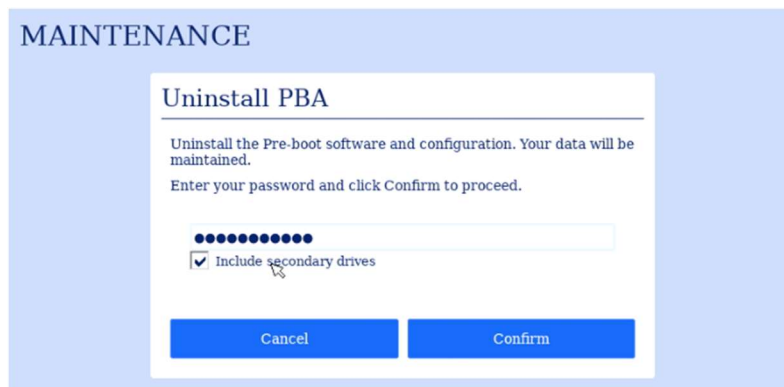 MAINTENANCE
Uninstall PBA
Uninstall the Pre-boot software and configuration. Your data will be
maintained.
Enter your password and click Confirm to proceed.
●●●●●●●●●●●
Include secondary drives
Cancel Confirm